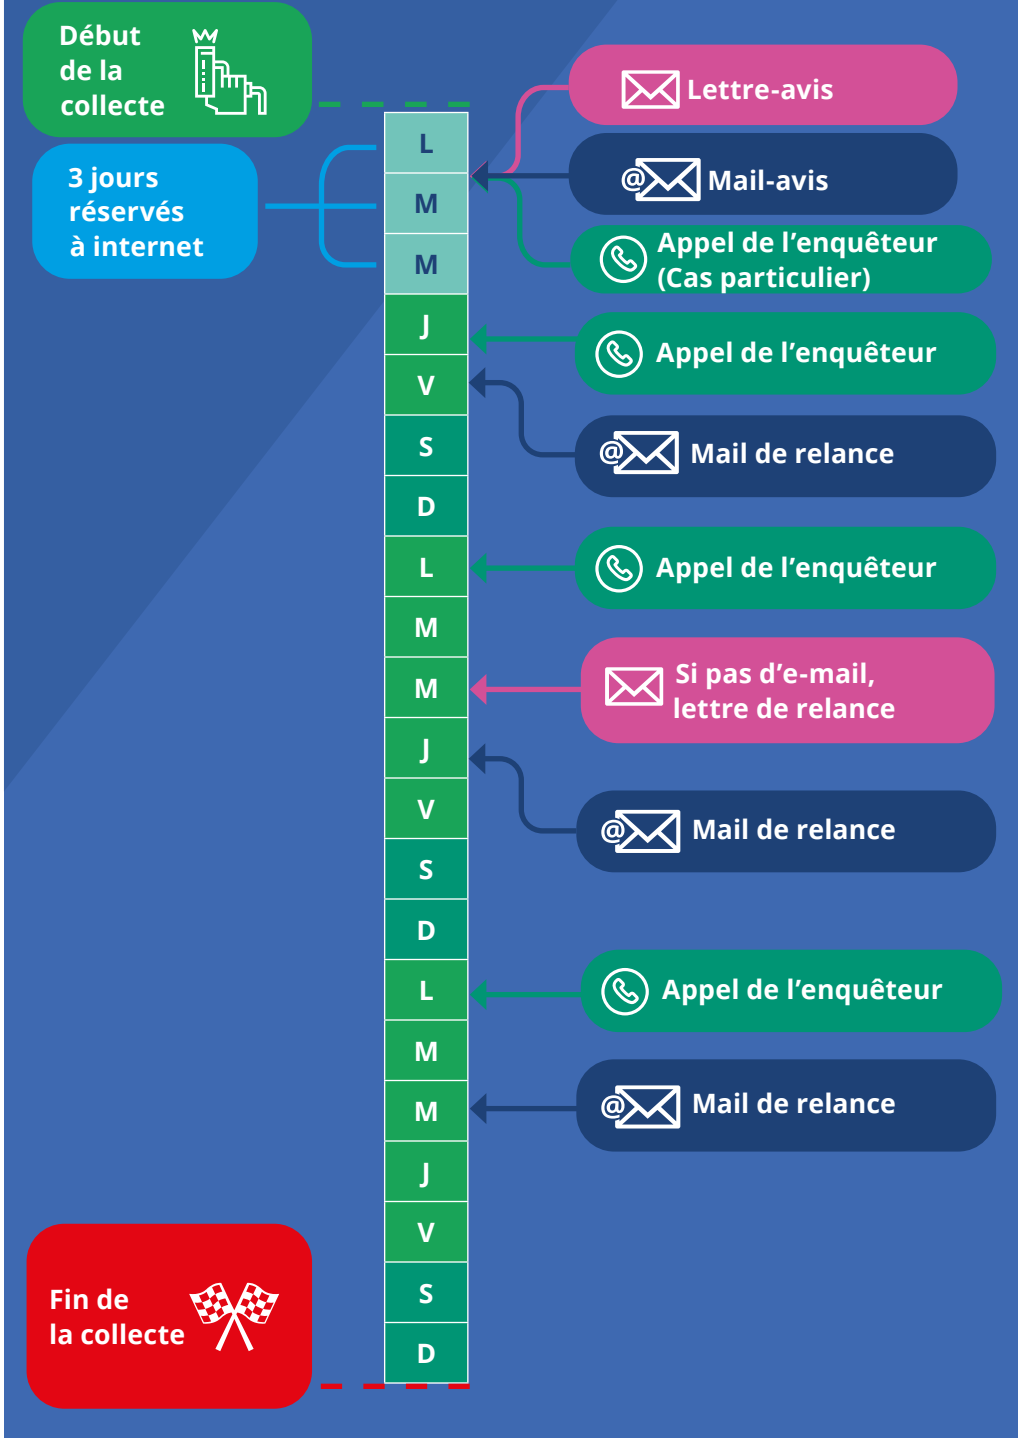 Début
de la
collecte
3 jours
réservés
à internet
L
M
M
J
V
S
D
L
M
M
J
V
S
D
L
M
M
J
V
S
D
Lettre-avis
@ Mail-avis
Appel de l’enquêteur
(Cas particulier)
Appel de l’enquêteur
@ Mail de relance
Appel de l’enquêteur
Si pas d’e-mail,
lettre de relance
@ Mail de relance
Appel de l’enquêteur
@ Mail de relance
Fin de
la collecte